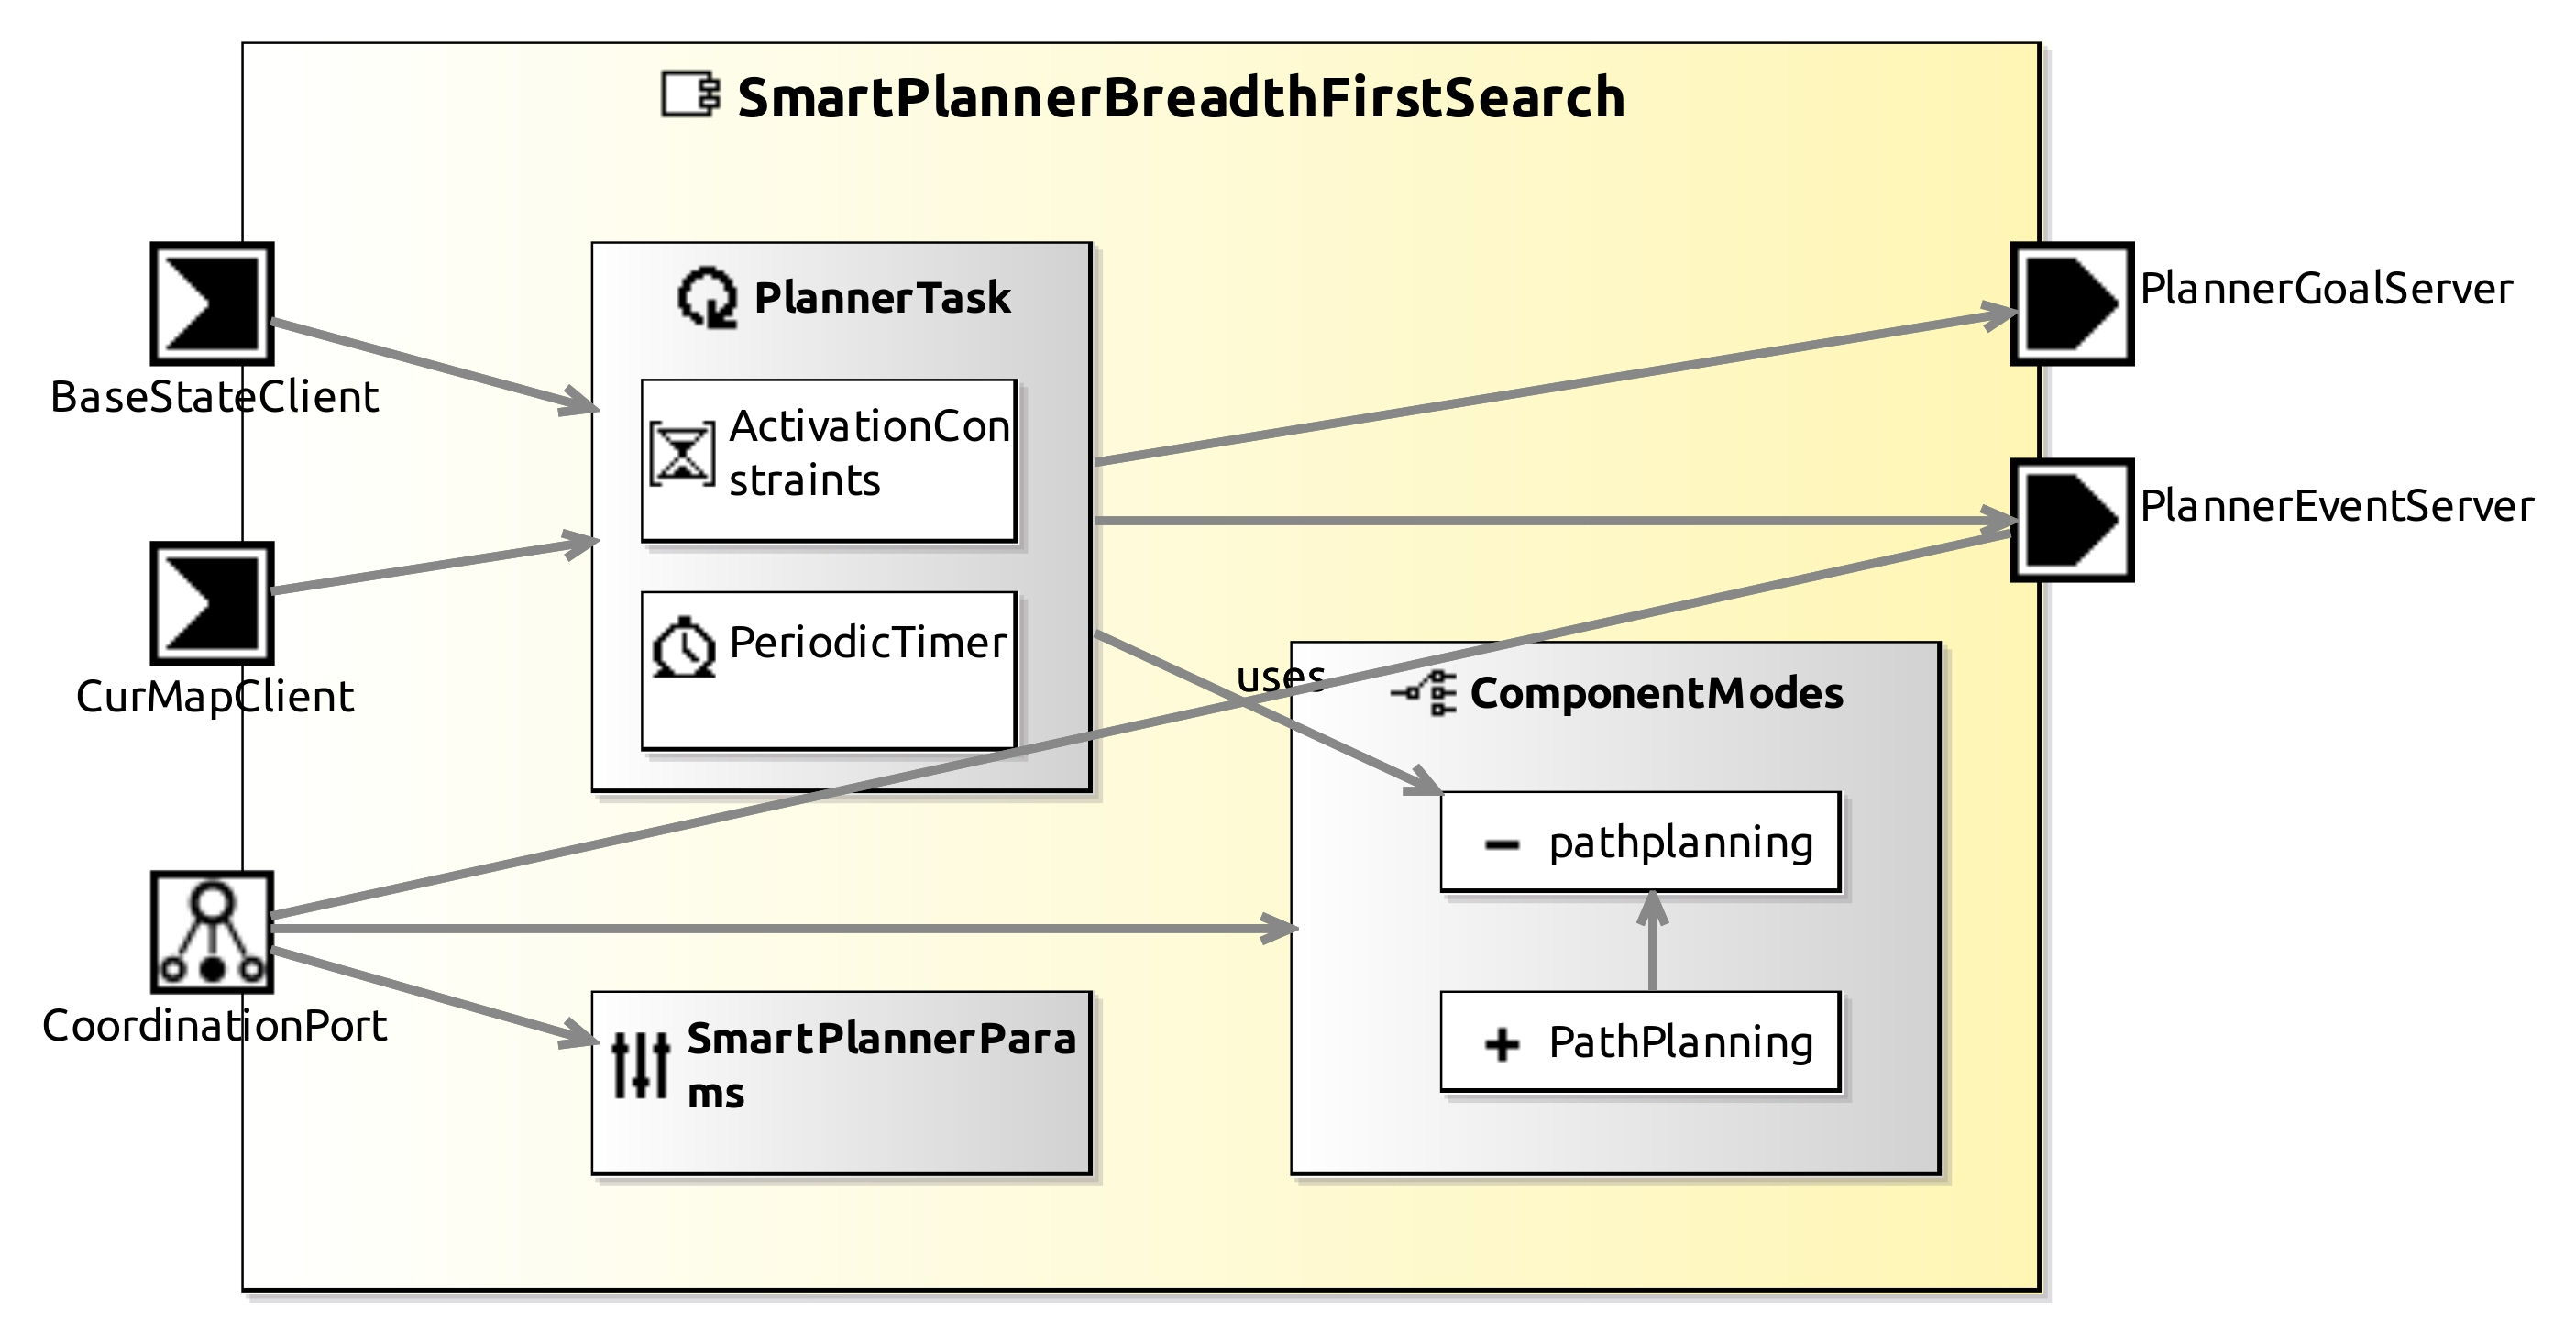 SmartPlannerBreadthFirstSearch
BaseStateClient
CurMapClient
CoordinationPort
PlannerTask
ActivationCon
straints
PeriodicTimer
SmartPlannerPara
ms
uses
ComponentModes
pathplanning
PathPlanning
PlannerGoalServer
PlannerEventServer